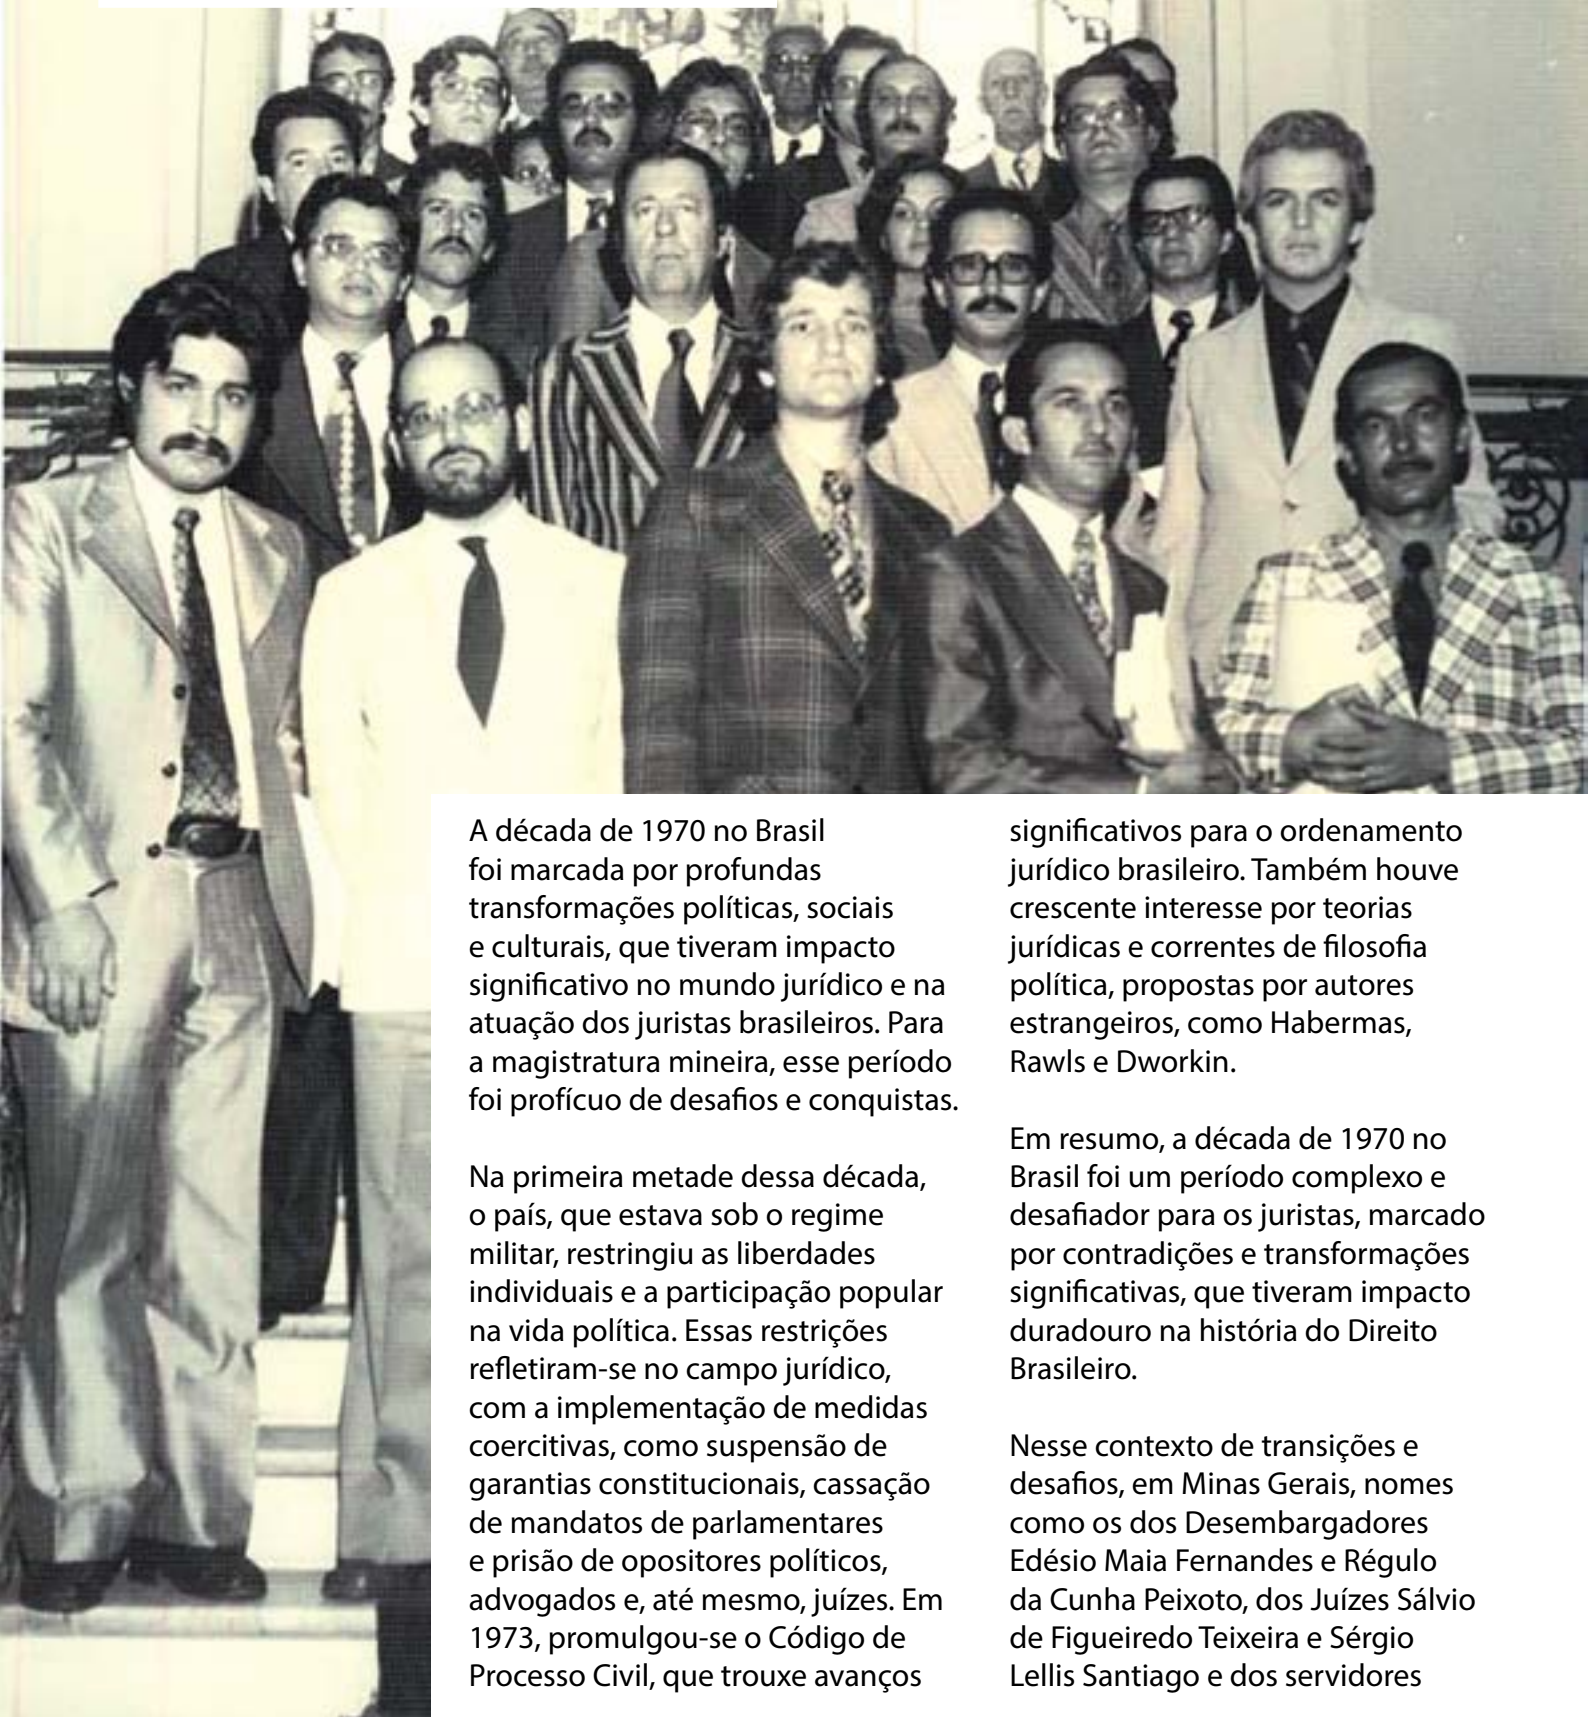 A década de 1970 no Brasil
foi marcada por profundas
transformações políticas, sociais
e culturais, que tiveram impacto
significativo no mundo jurídico e na
atuação dos juristas brasileiros. Para
a magistratura mineira, esse período
foi profícuo de desafios e conquistas.
Na primeira metade dessa década,
o país, que estava sob o regime
militar, restringiu as liberdades
individuais e a participação popular
na vida política. Essas restrições
refletiram-se no campo jurídico,
com a implementação de medidas
coercitivas, como suspensão de
garantias constitucionais, cassação
de mandatos de parlamentares
e prisão de opositores políticos,
advogados e, até mesmo, juízes. Em
1973, promulgou-se o Código de
Processo Civil, que trouxe avanços
significativos para o ordenamento
jurídico brasileiro. Também houve
crescente interesse por teorias
jurídicas e correntes de filosofia
política, propostas por autores
estrangeiros, como Habermas,
Rawls e Dworkin.
Em resumo, a década de 1970 no
Brasil foi um período complexo e
desafiador para os juristas, marcado
por contradições e transformações
significativas, que tiveram impacto
duradouro na história do Direito
Brasileiro.
Nesse contexto de transições e
desafios, em Minas Gerais, nomes
como os dos Desembargadores
Edésio Maia Fernandes e Régulo
da Cunha Peixoto, dos Juízes Sálvio
de Figueiredo Teixeira e Sérgio
Lellis Santiago e dos servidores